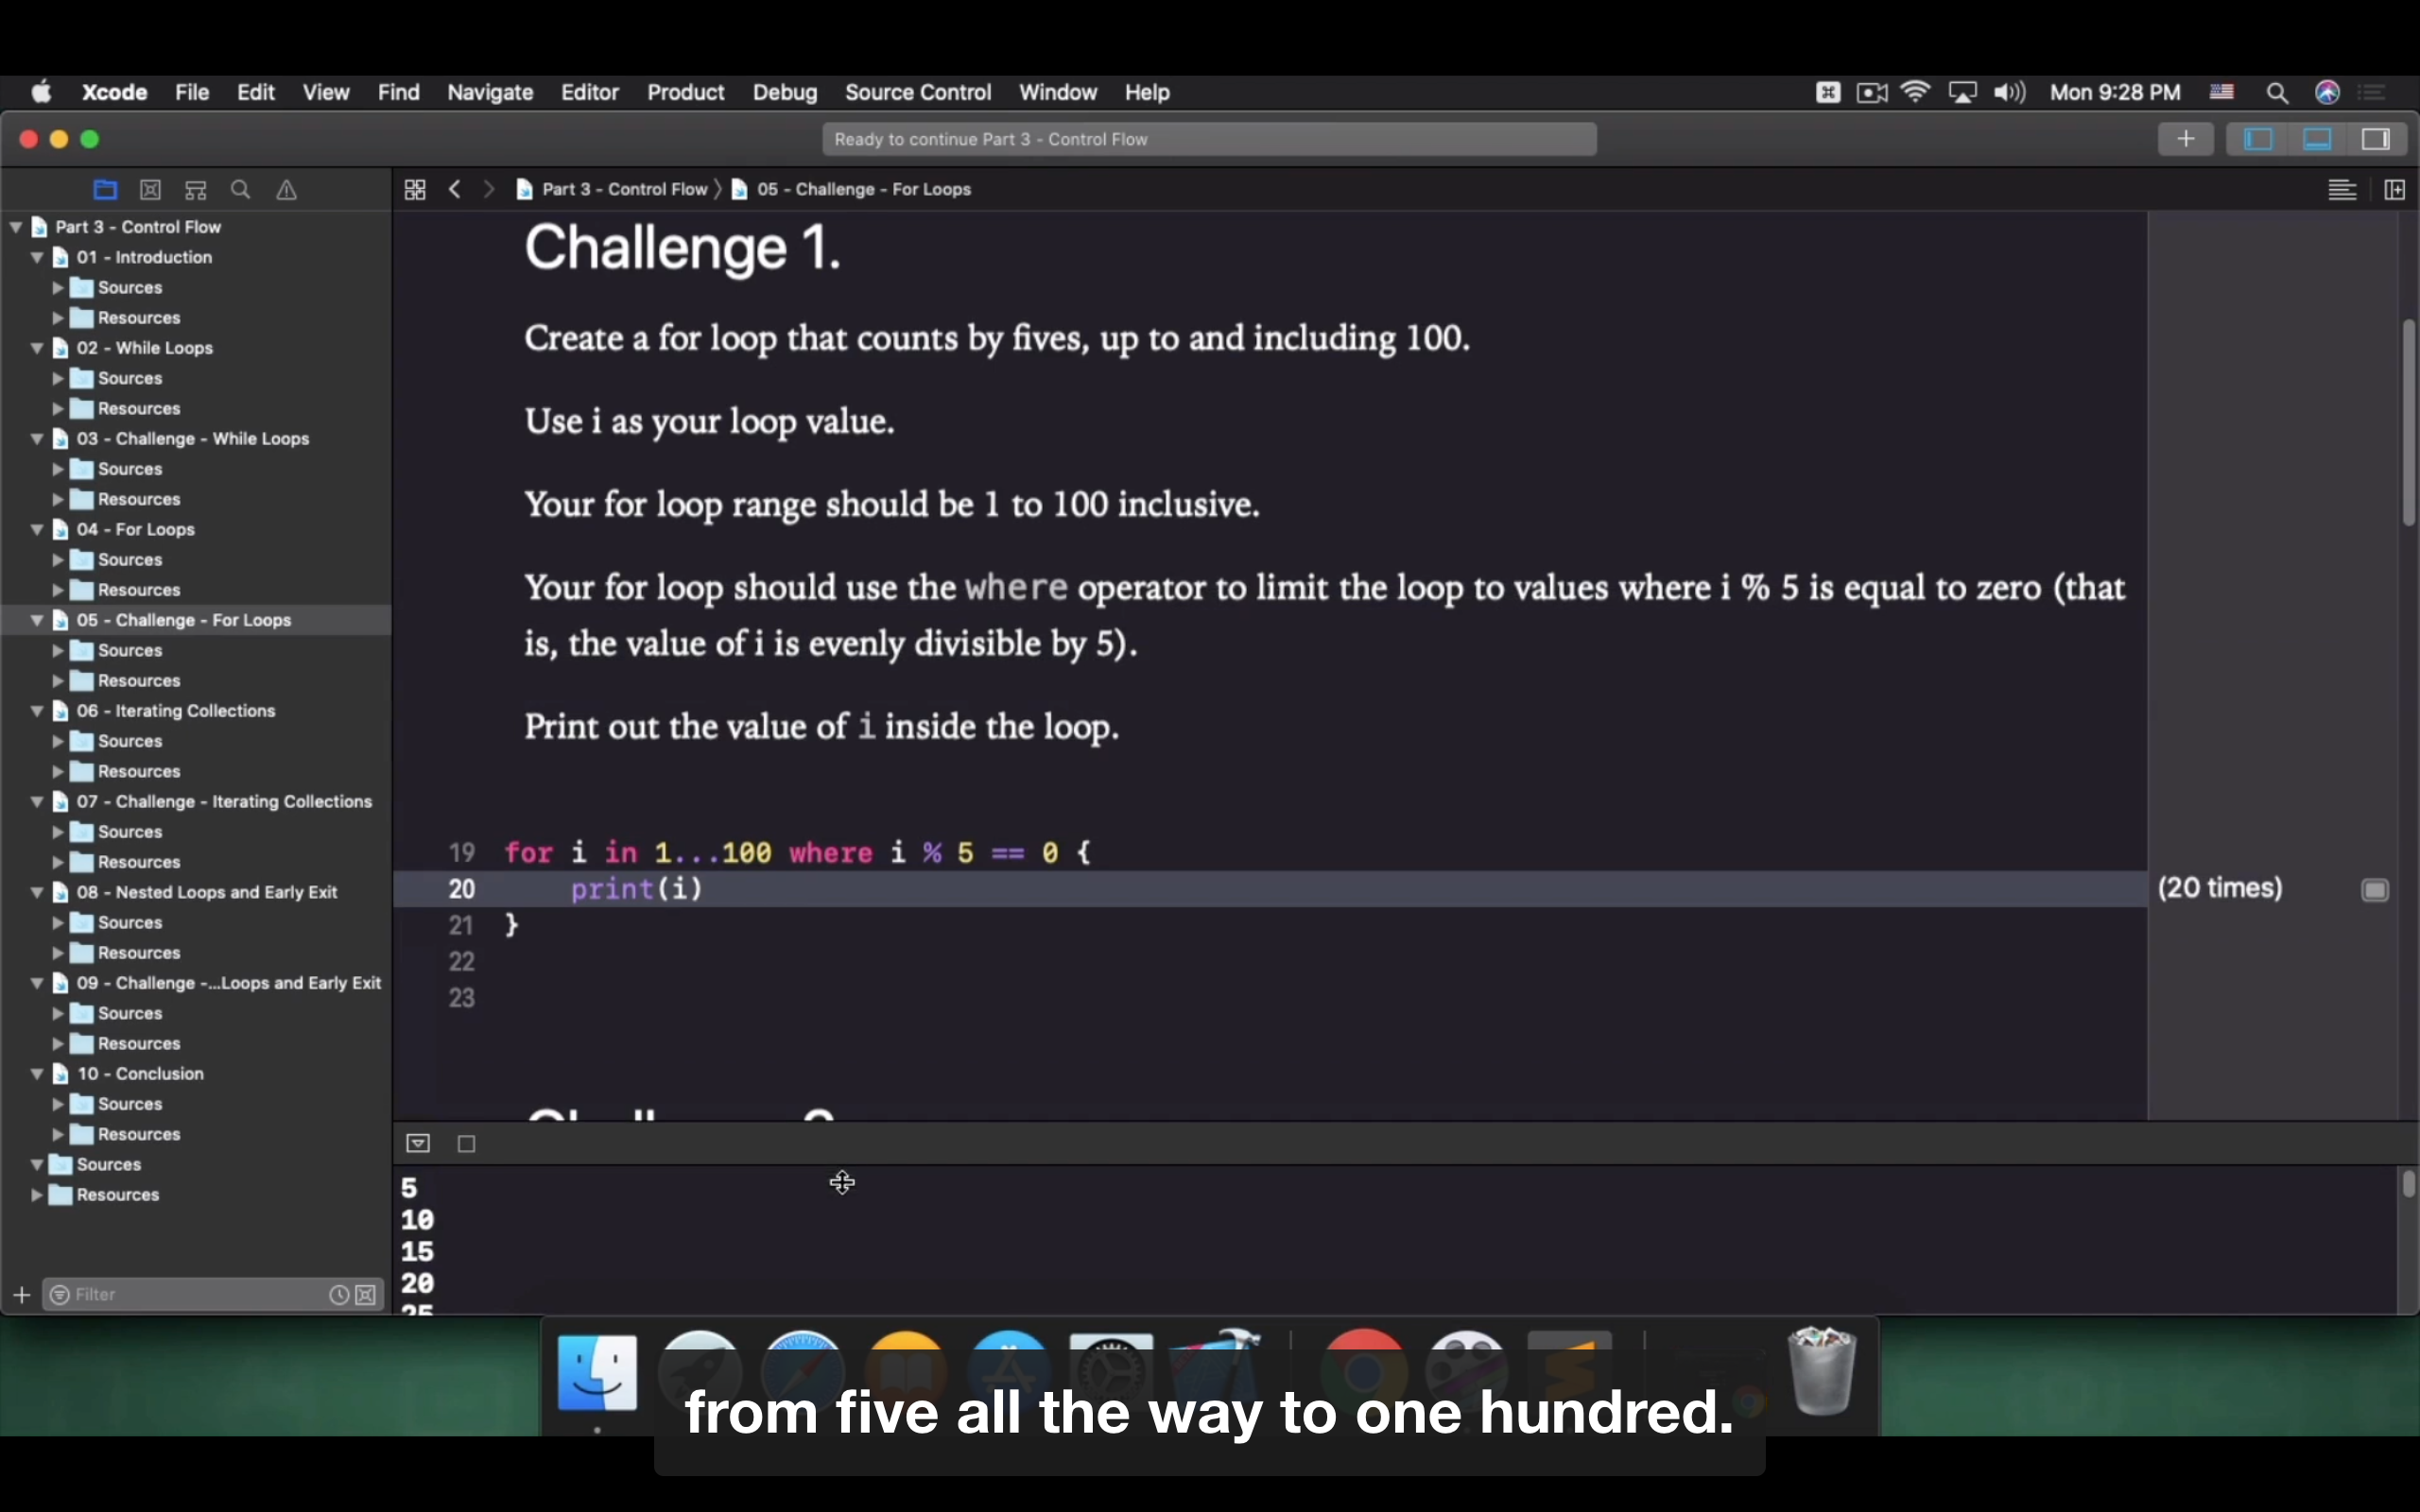 Xcode File Edit View Find Navigate Editor Product Debug Source Control Window Help Mon 9:28 PM
Ready to continue Part 3 - Control Flow
Part 3 - Control Flow 05 - Challenge - For Loops
Part 3 - Control Flow
01 - Introduction
Sources
Resources
02 - While Loops
Sources
Resources
03 - Challenge - While Loops
Sources
Resources
04 - For Loops
Sources
Resources
05 - Challenge - For Loops
Sources
Resources
06 - Iterating Collections
Sources
Resources
07 - Challenge - Iterating Collections
Sources
Resources
08 - Nested Loops and Early Exit
Sources
Resources
09 - Challenge -...Loops and Early Exit
Sources
Resources
10 - Conclusion
Sources
Resources
Sources
Resources
Filter
Challenge 1.
Create a for loop that counts by fives, up to and including 100.
Use i as your loop value.
Your for loop range should be 1 to 100 inclusive.
Your for loop should use the where operator to limit the loop to values where i % 5 is equal to zero (that
is, the value of i is evenly divisible by 5).
Print out the value of i inside the loop.
19 for i in 1...100 where i % 5 == 0 {
20 print(i) (20 times)
21 }
22
23
5
10
15
20
25
from five all the way to one hundred.